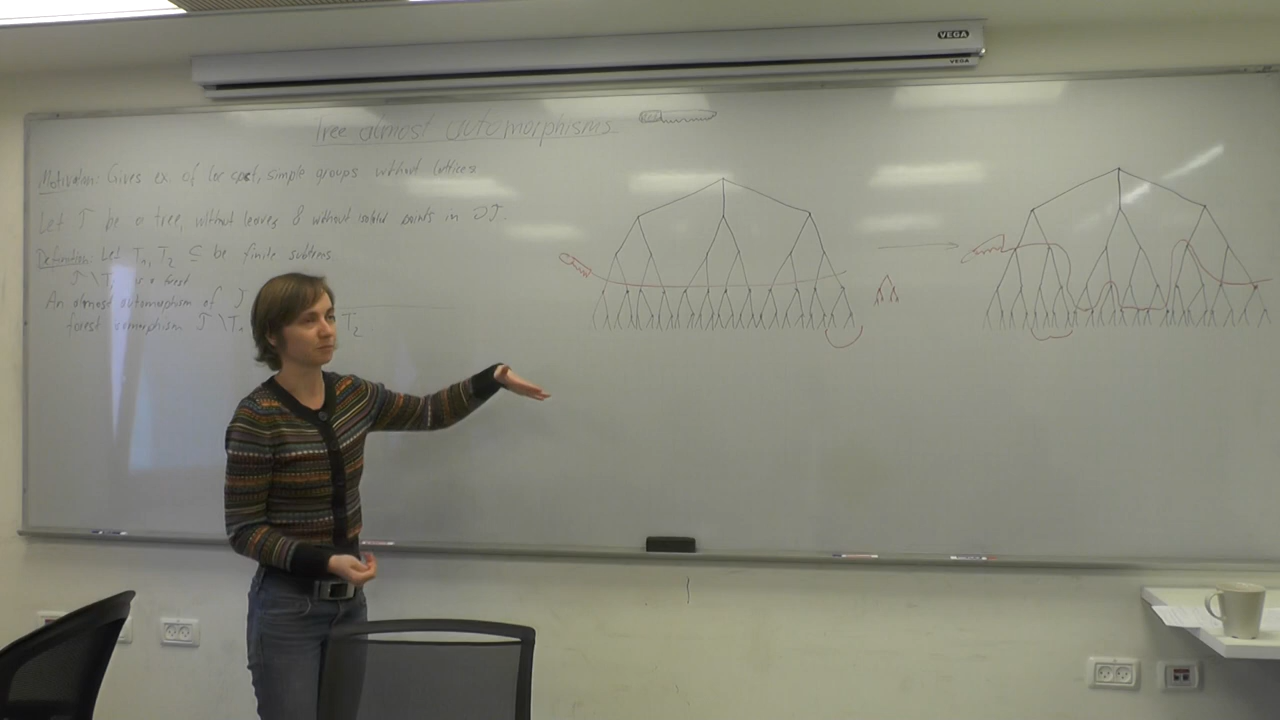 VEGA
VEGA
Tree almost automorphisms
Motivation: Gives ex. of loc cpct, simple groups without lattices
Let T be a tree, without leaves & without isolated points in ∂T.
Definition: Let T₁, T₂ ⊆ be finite subtrees.
T \ T₁ is a forest
An almost automorphism of T
forest isomorphism T \ T₁ T₂